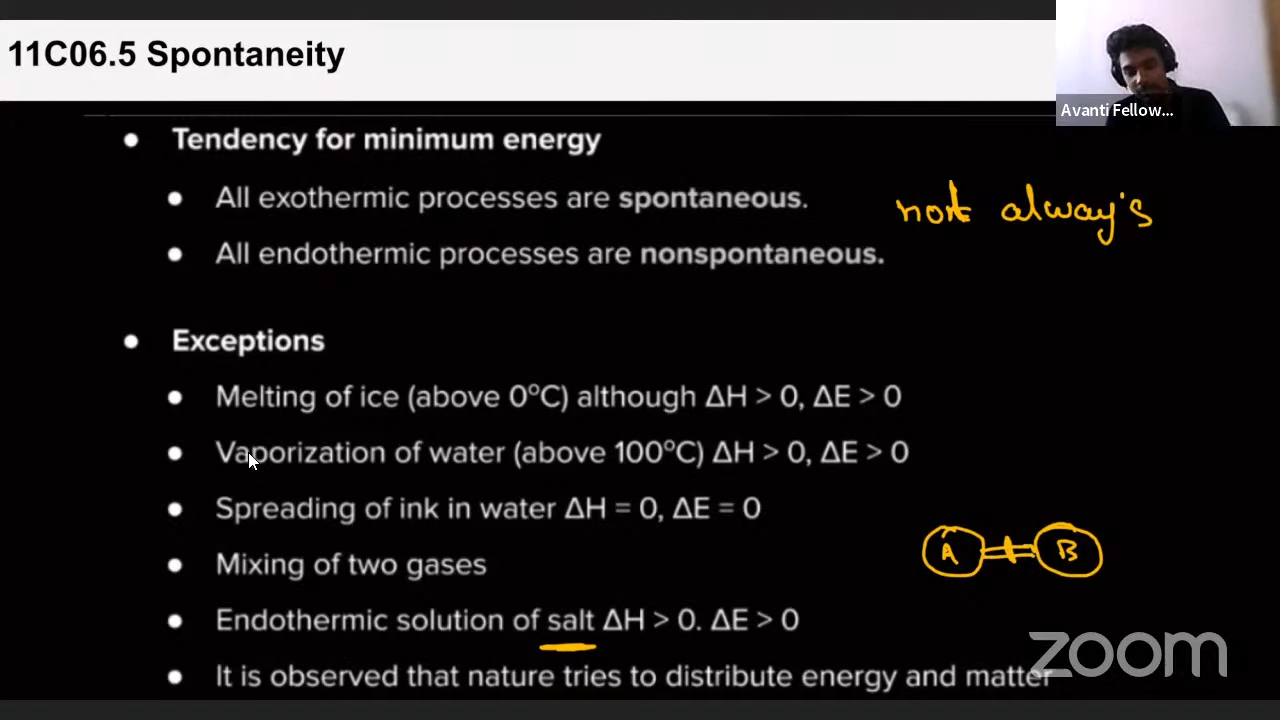 11C06.5 Spontaneity
Avanti Fellow...
● Tendency for minimum energy
● All exothermic processes are spontaneous.
not always
● All endothermic processes are nonspontaneous.
● Exceptions
● Melting of ice (above 0°C) although ΔH > 0, ΔE > 0
● Vaporization of water (above 100°C) ΔH > 0, ΔE > 0
● Spreading of ink in water ΔH = 0, ΔE = 0
● Mixing of two gases
A B
● Endothermic solution of salt ΔH > 0. ΔE > 0
● It is observed that nature tries to distribute energy and matter
zoom